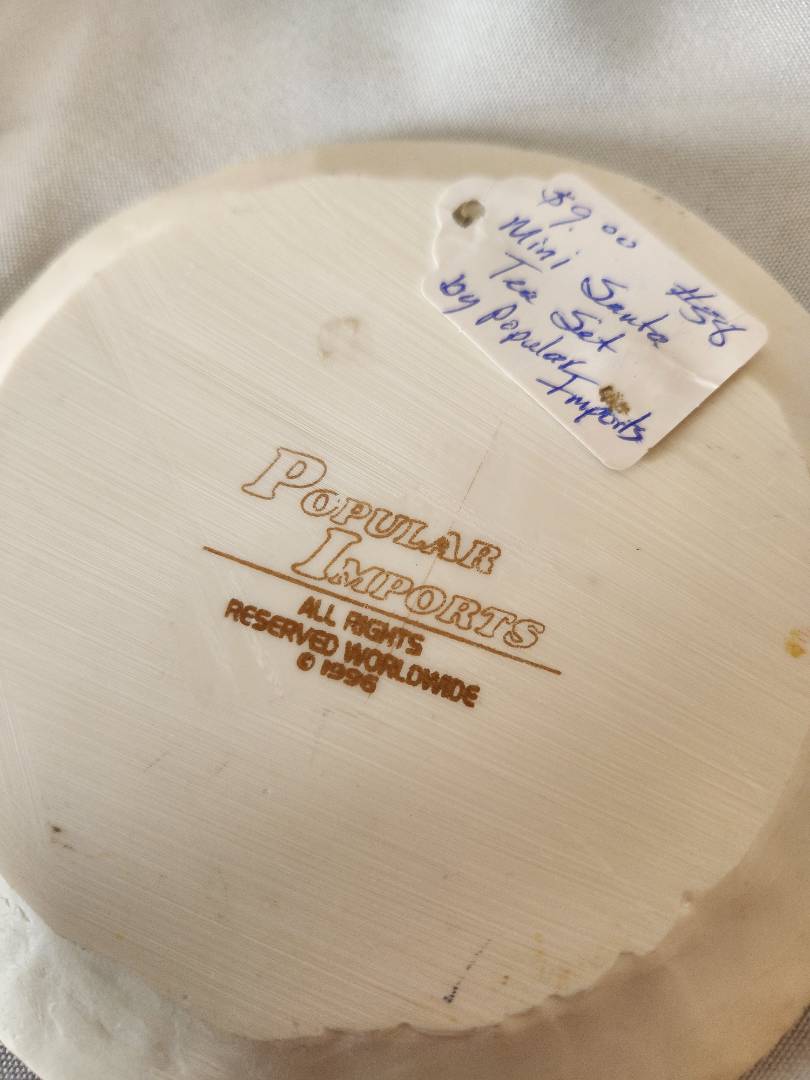 $9.00 #58
Mini Santa
Tea Set
by Popular
Imports
POPULAR
IMPORTS
ALL RIGHTS
RESERVED WORLDWIDE
© 1996